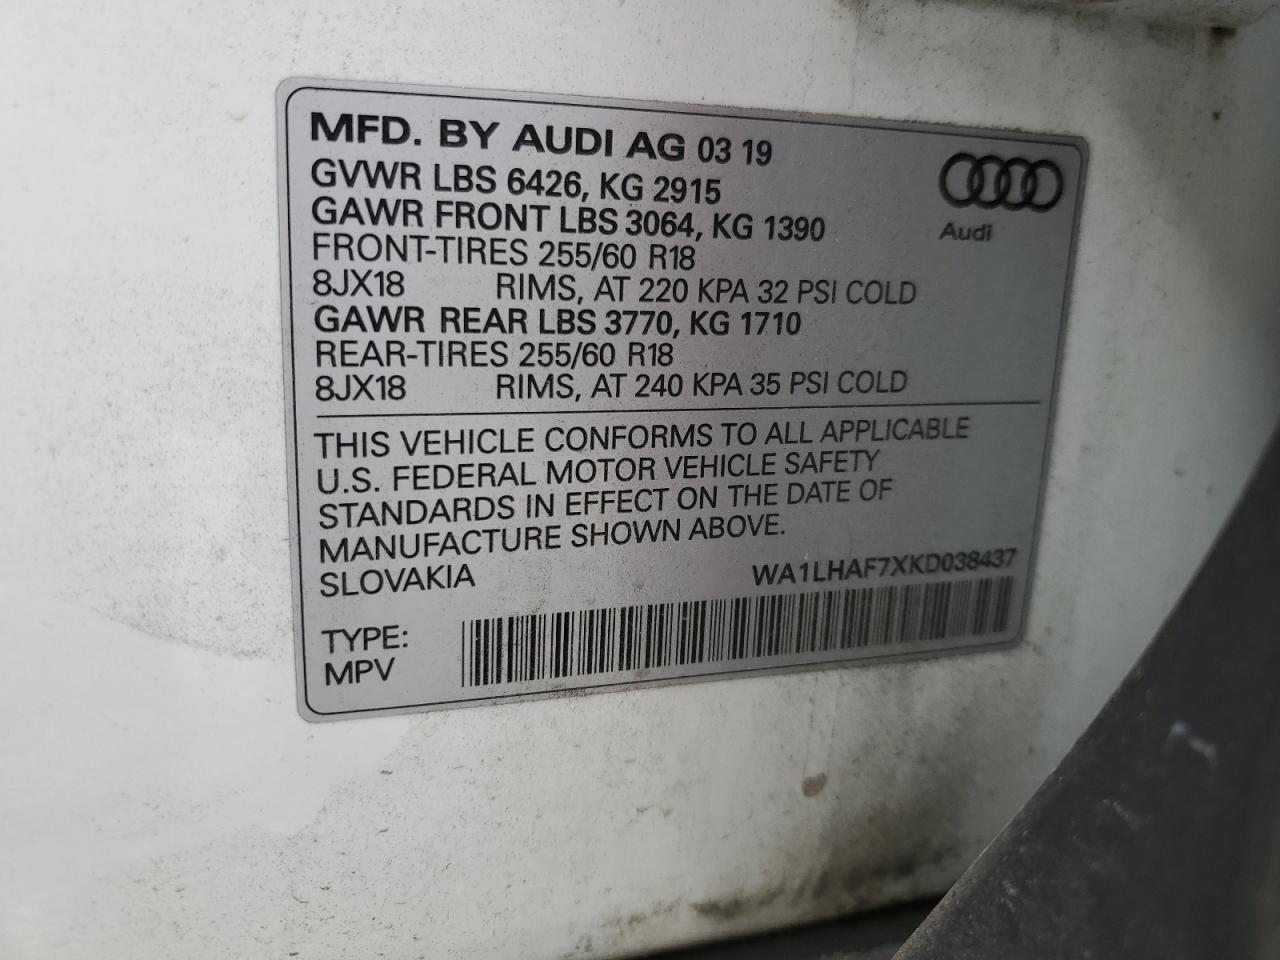 MFD. BY AUDI AG 03 19
GVWR LBS 6426, KG 2915
GAWR FRONT LBS 3064, KG 1390
FRONT-TIRES 255/60 R18
8JX18 RIMS, AT 220 KPA 32 PSI COLD
GAWR REAR LBS 3770, KG 1710
REAR-TIRES 255/60 R18
8JX18 RIMS, AT 240 KPA 35 PSI COLD
Audi
THIS VEHICLE CONFORMS TO ALL APPLICABLE
U.S. FEDERAL MOTOR VEHICLE SAFETY
STANDARDS IN EFFECT ON THE DATE OF
MANUFACTURE SHOWN ABOVE.
SLOVAKIA WA1LHAF7XKD038437
TYPE:
MPV